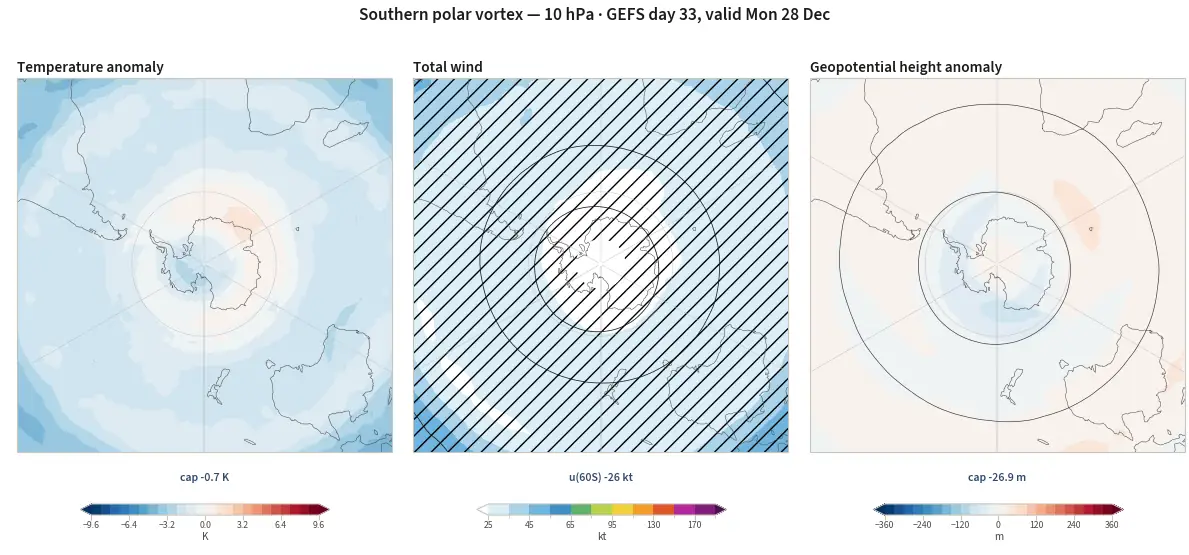 Southern polar vortex — 10 hPa · GEFS day 33, valid Mon 28 Dec
Temperature anomaly
Total wind
Geopotential height anomaly
cap -0.7 K
u(60S) -26 kt
cap -26.9 m
−9.6 −6.4 −3.2 0.0 3.2 6.4 9.6
K
25 45 65 95 130 170
kt
−360 −240 −120 0 120 240 360
m